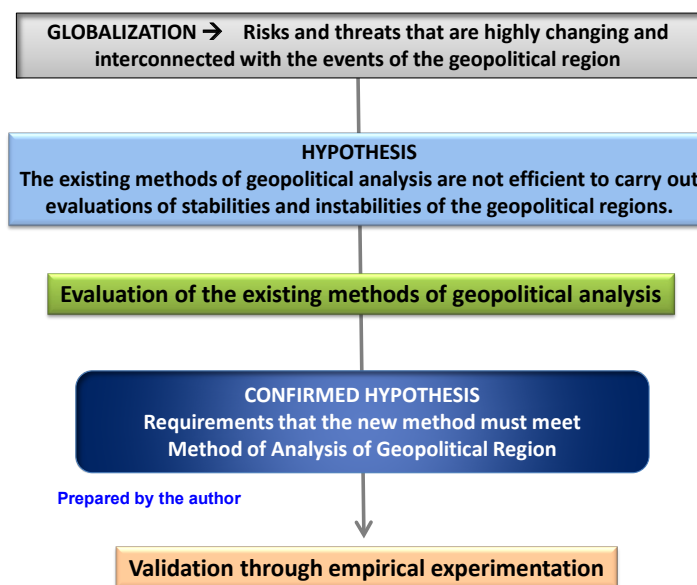 GLOBALIZATION → Risks and threats that are highly changing and
interconnected with the events of the geopolitical region
HYPOTHESIS
The existing methods of geopolitical analysis are not efficient to carry out
evaluations of stabilities and instabilities of the geopolitical regions.
Evaluation of the existing methods of geopolitical analysis
CONFIRMED HYPOTHESIS
Requirements that the new method must meet
Method of Analysis of Geopolitical Region
Prepared by the author
Validation through empirical experimentation